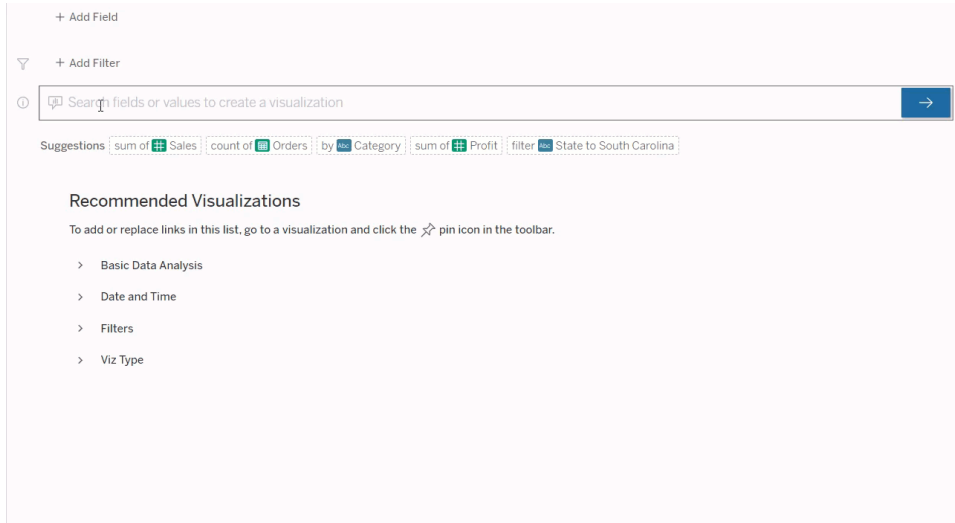 + Add Field
+ Add Filter
Search fields or values to create a visualization
Suggestions sum of # Sales count of Orders by Abc Category sum of # Profit filter Abc State to South Carolina
Recommended Visualizations
To add or replace links in this list, go to a visualization and click the pin icon in the toolbar.
> Basic Data Analysis
> Date and Time
> Filters
> Viz Type